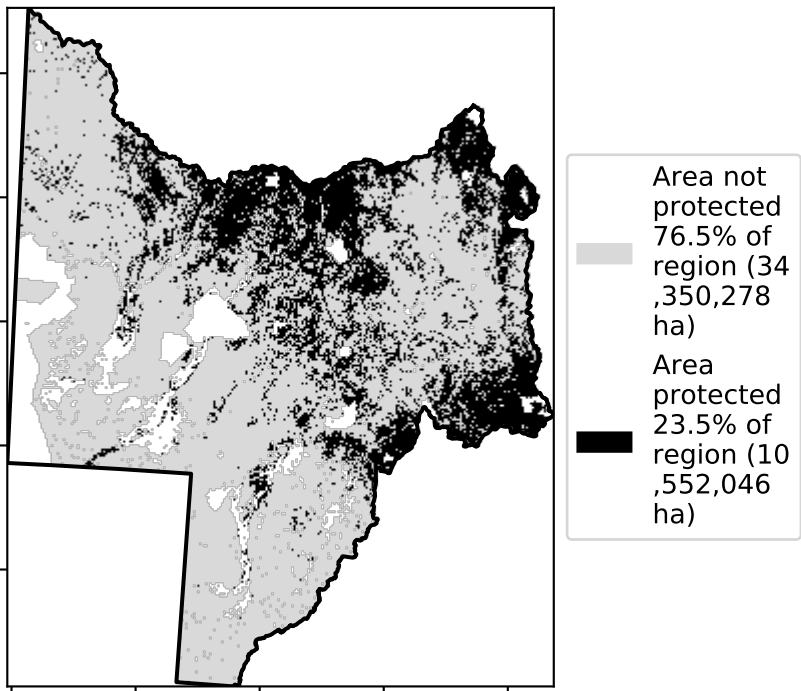 Area not
protected
76.5% of
region (34
,350,278
ha)
Area
protected
23.5% of
region (10
,552,046
ha)